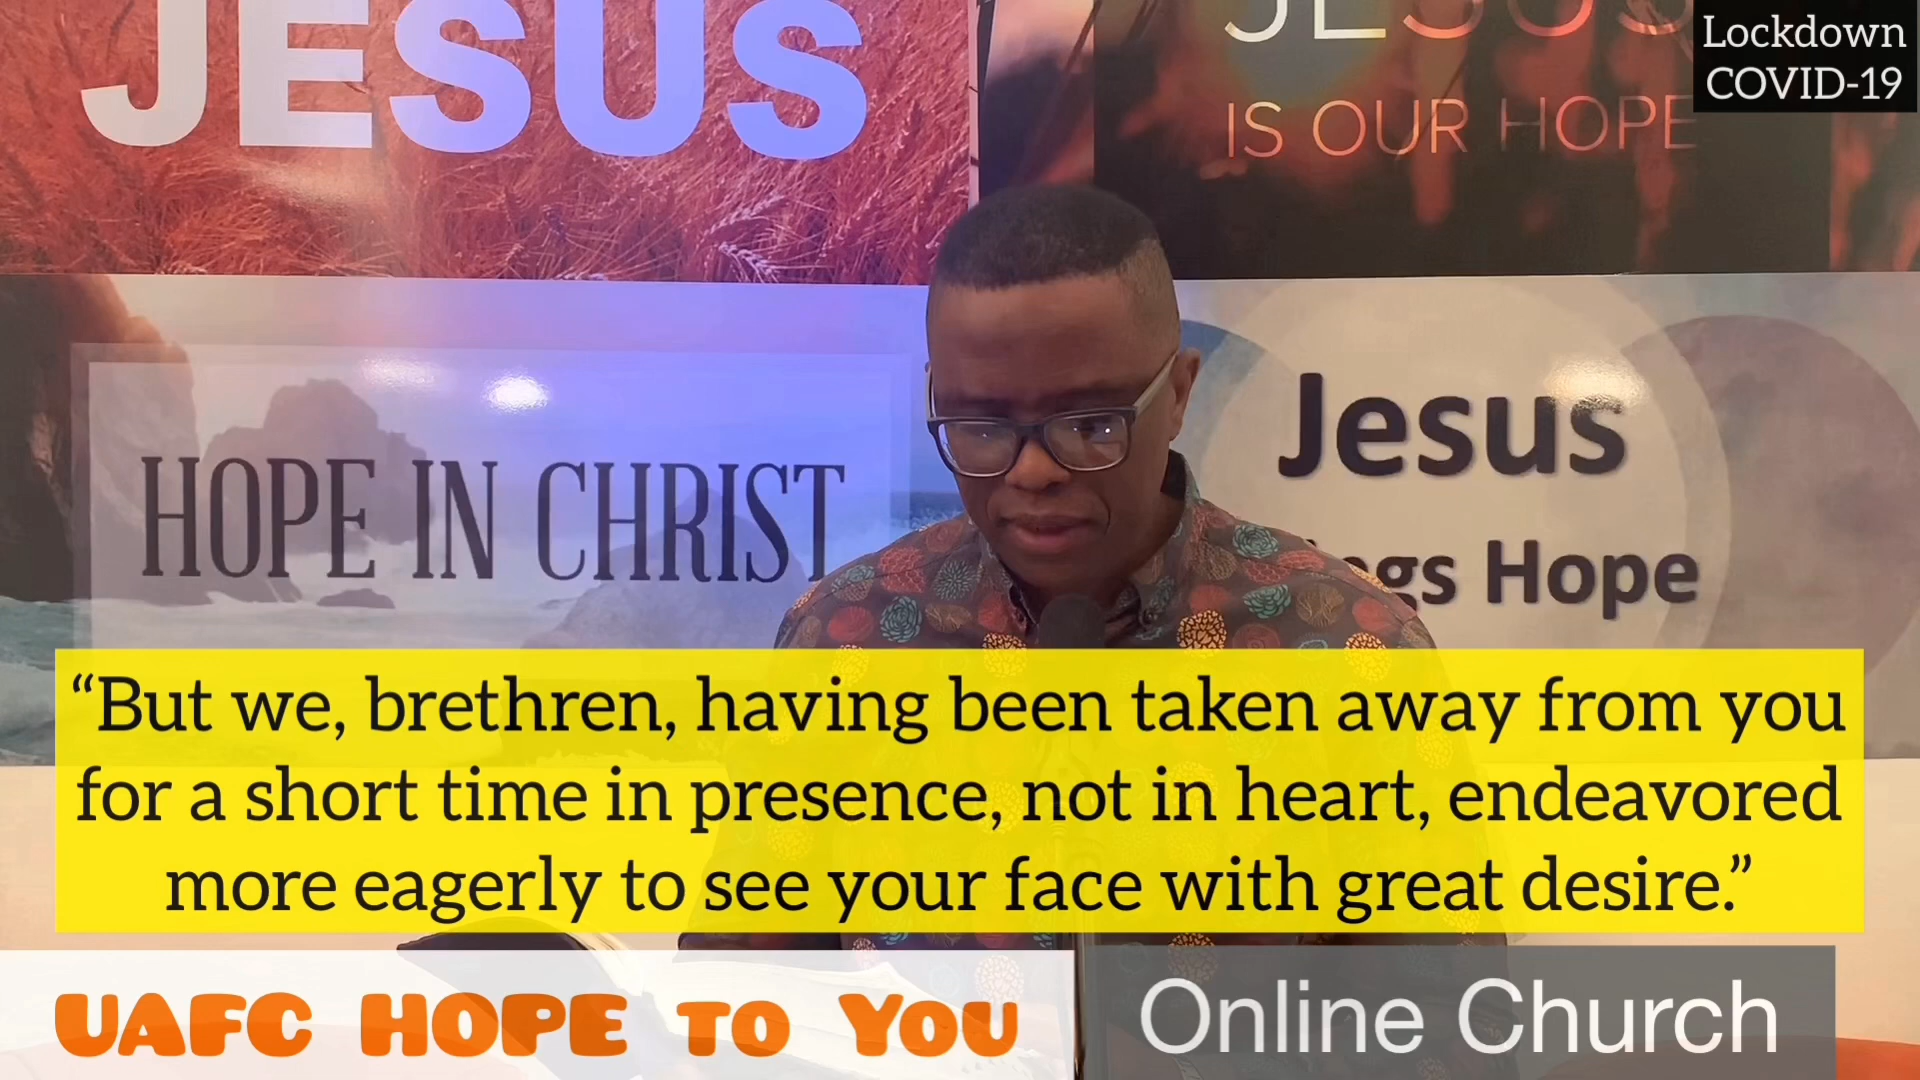 JESUS
JESUS
IS OUR HOPE
Lockdown
COVID-19
HOPE IN CHRIST
Jesus
Hope
“But we, brethren, having been taken away from you
for a short time in presence, not in heart, endeavored
more eagerly to see your face with great desire.”
UAFC HOPE to You
Online Church